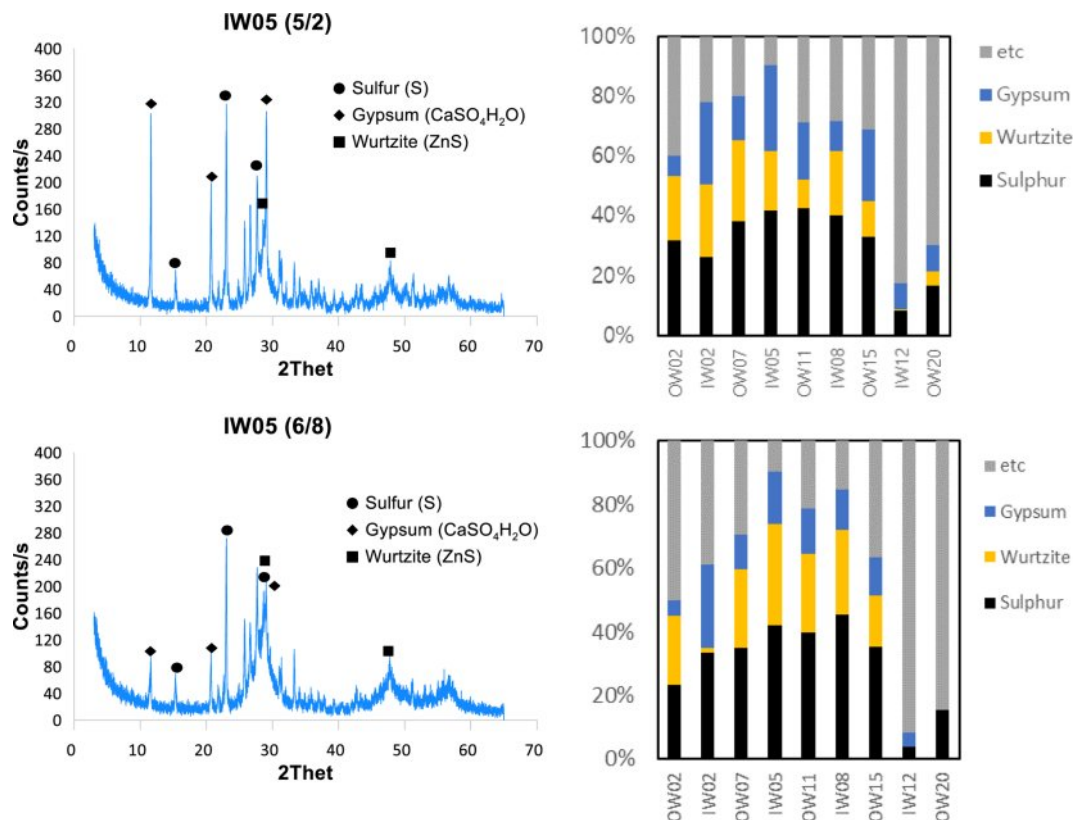 IW05 (5/2)
Counts/s
400
360
320
280
240
200
160
120
80
40
0
Sulfur (S)
Gypsum (CaSO₄H₂O)
Wurtzite (ZnS)
0 10 20 30 40 50 60 70
2Thet
100%
80%
60%
40%
20%
0%
etc
Gypsum
Wurtzite
Sulphur
OW02 IW02 OW07 IW05 OW11 IW08 OW15 IW12 OW20
IW05 (6/8)
Counts/s
400
360
320
280
240
200
160
120
80
40
0
Sulfur (S)
Gypsum (CaSO₄H₂O)
Wurtzite (ZnS)
0 10 20 30 40 50 60 70
2Thet
100%
80%
60%
40%
20%
0%
etc
Gypsum
Wurtzite
Sulphur
OW02 IW02 OW07 IW05 OW11 IW08 OW15 IW12 OW20